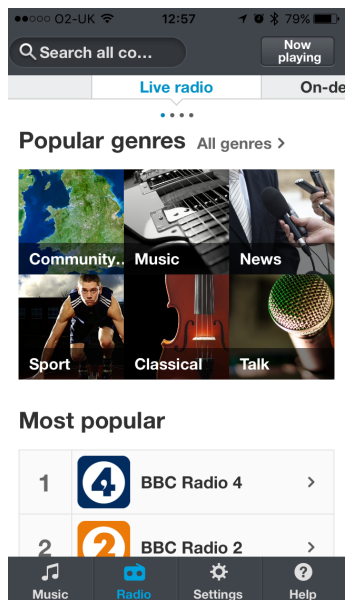 O2-UK 12:57 79%
Search all co... Now playing
Live radio On-de
Popular genres All genres >
Community.. Music News
Sport Classical Talk
Most popular
1 4 BBC Radio 4 >
2 2 BBC Radio 2 >
Music Radio Settings ? Help